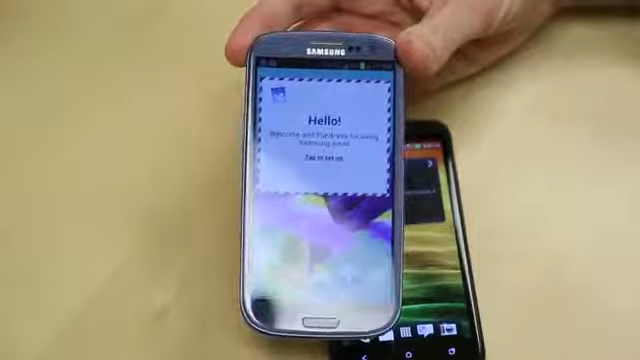 SAMSUNG
Hello!
Welcome and thank you for using
Samsung email
Tap to set up